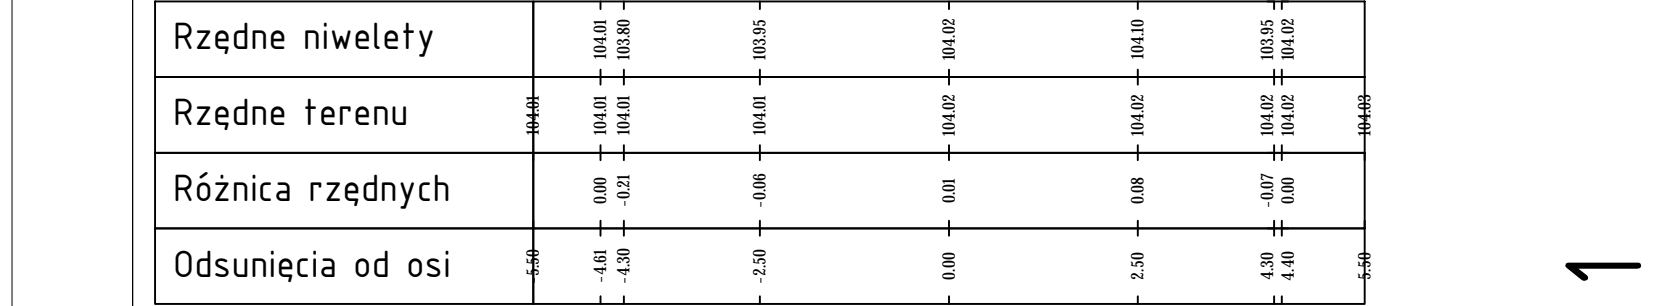 Rzędne niwelety 104.01 103.80 103.95 104.02 104.10 103.95 104.02
Rzędne terenu 104.01 104.01 104.01 104.01 104.02 104.02 104.02 104.02 104.03
Różnica rzędnych 0.00 -0.21 -0.06 0.01 0.08 -0.07 0.00
Odsunięcia od osi -5.50 -4.61 -4.30 -2.50 0.00 2.50 4.30 4.40 5.50
1